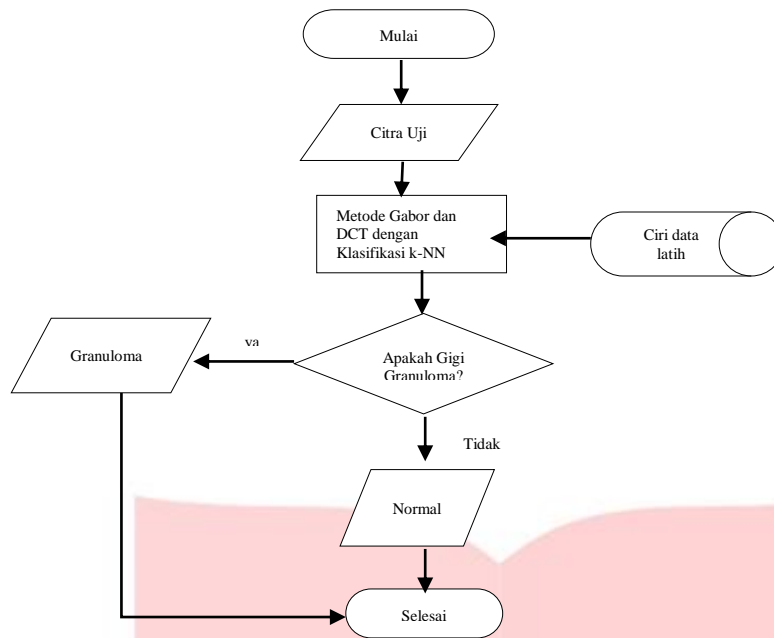 Mulai
Citra Uji
Metode Gabor dan
DCT dengan
Klasifikasi k-NN
Ciri data
latih
ya
Granuloma
Apakah Gigi
Granuloma?
Tidak
Normal
Selesai